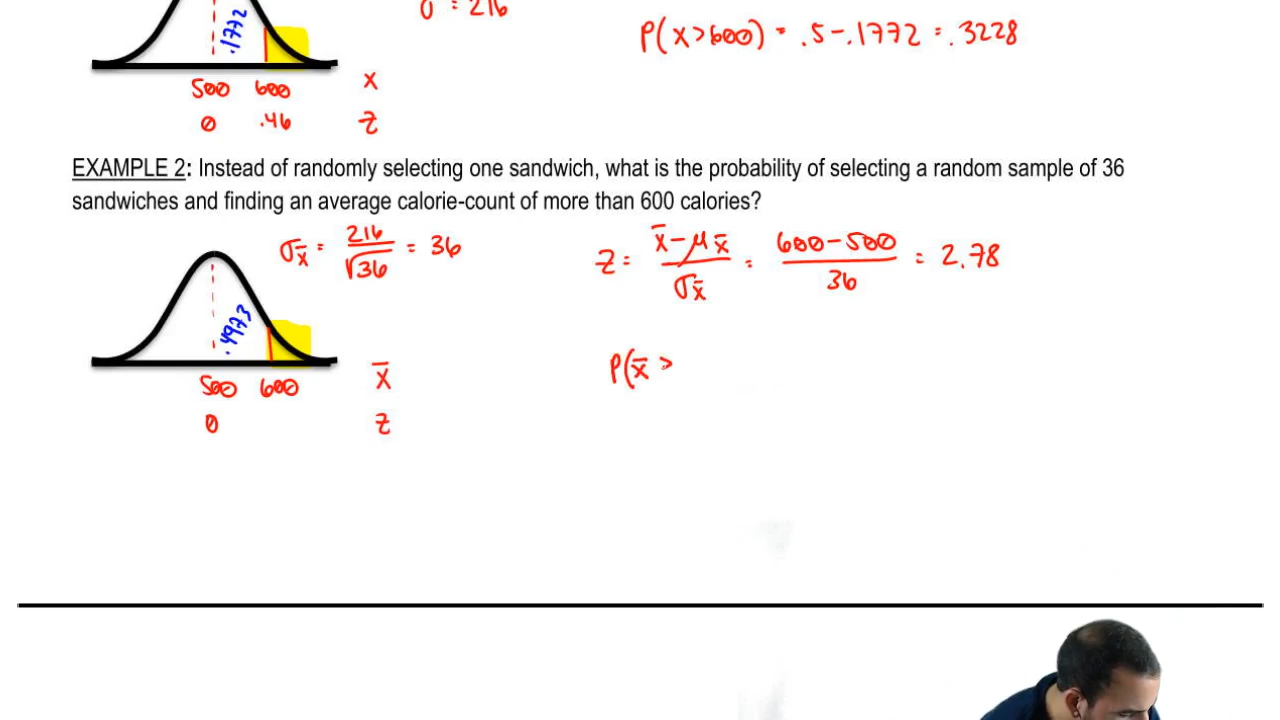 .1772
σ = 216
P(x>600) = .5-.1772 = .3228
500 600 x
0 .46 z
EXAMPLE 2: Instead of randomly selecting one sandwich, what is the probability of selecting a random sample of 36
sandwiches and finding an average calorie-count of more than 600 calories?
σx̄ = 216/√36 = 36
z = x̄-μx̄/σx̄ = 600-500/36 = 2.78
.4973
P(x̄ >
500 600 x̄
0 z